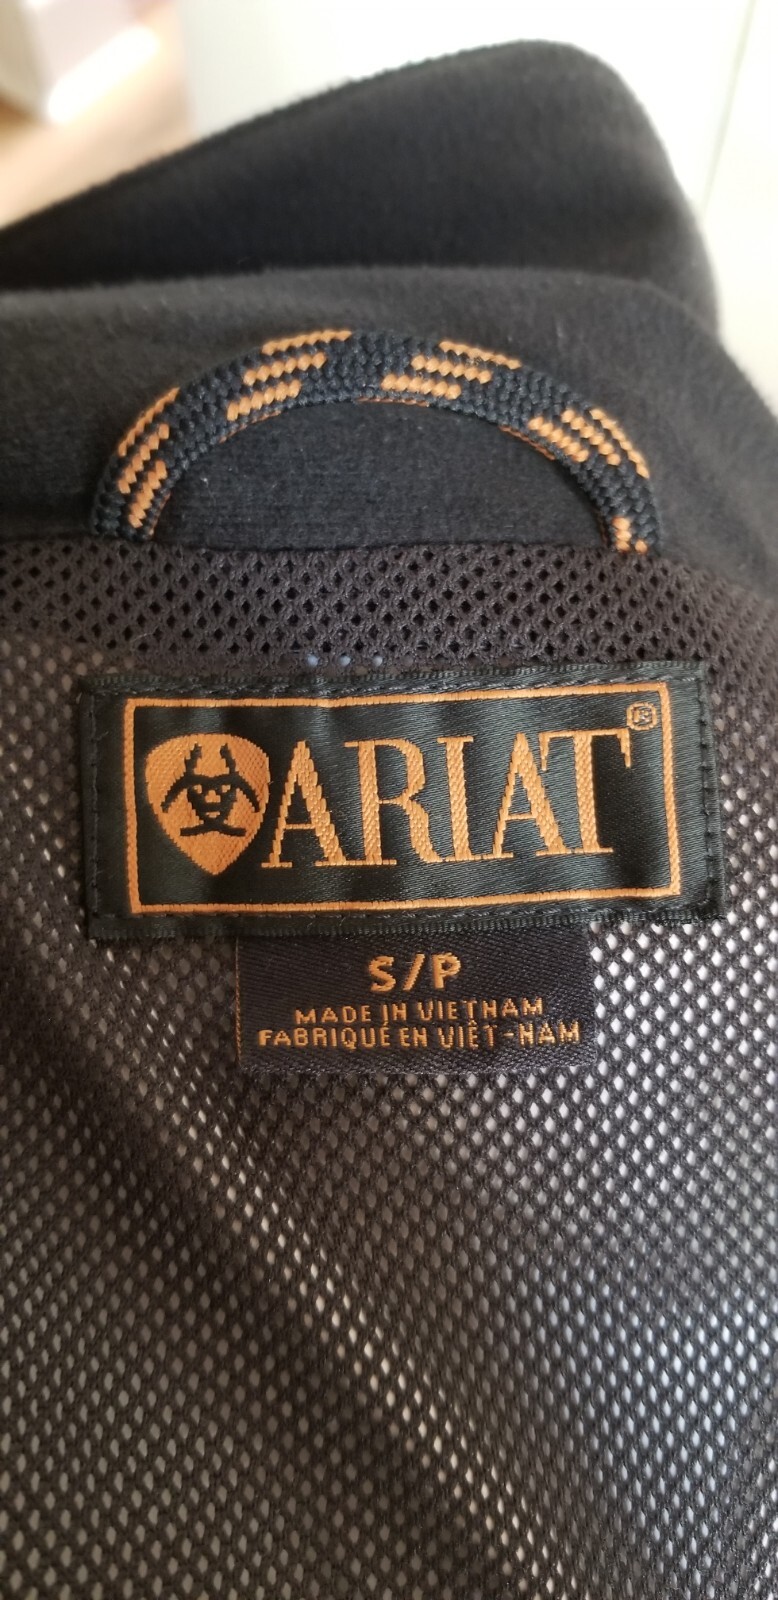 ARIAT®
S/P
MADE IN VIETNAM
FABRIQUÉ EN VIÊT-NAM